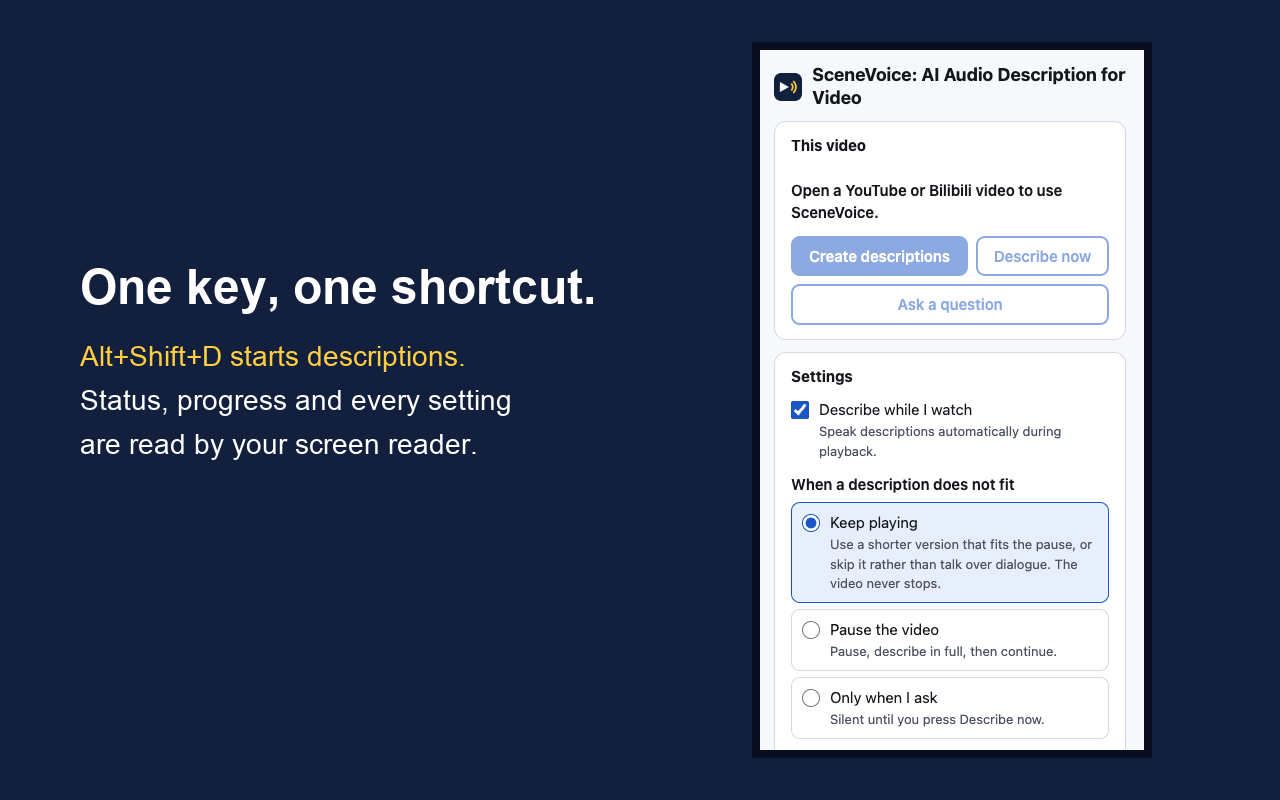 One key, one shortcut.
Alt+Shift+D starts descriptions.
Status, progress and every setting
are read by your screen reader.
SceneVoice: AI Audio Description for
Video
This video
Open a YouTube or Bilibili video to use
SceneVoice.
Create descriptions
Describe now
Ask a question
Settings
Describe while I watch
Speak descriptions automatically during
playback.
When a description does not fit
Keep playing
Use a shorter version that fits the pause, or
skip it rather than talk over dialogue. The
video never stops.
Pause the video
Pause, describe in full, then continue.
Only when I ask
Silent until you press Describe now.